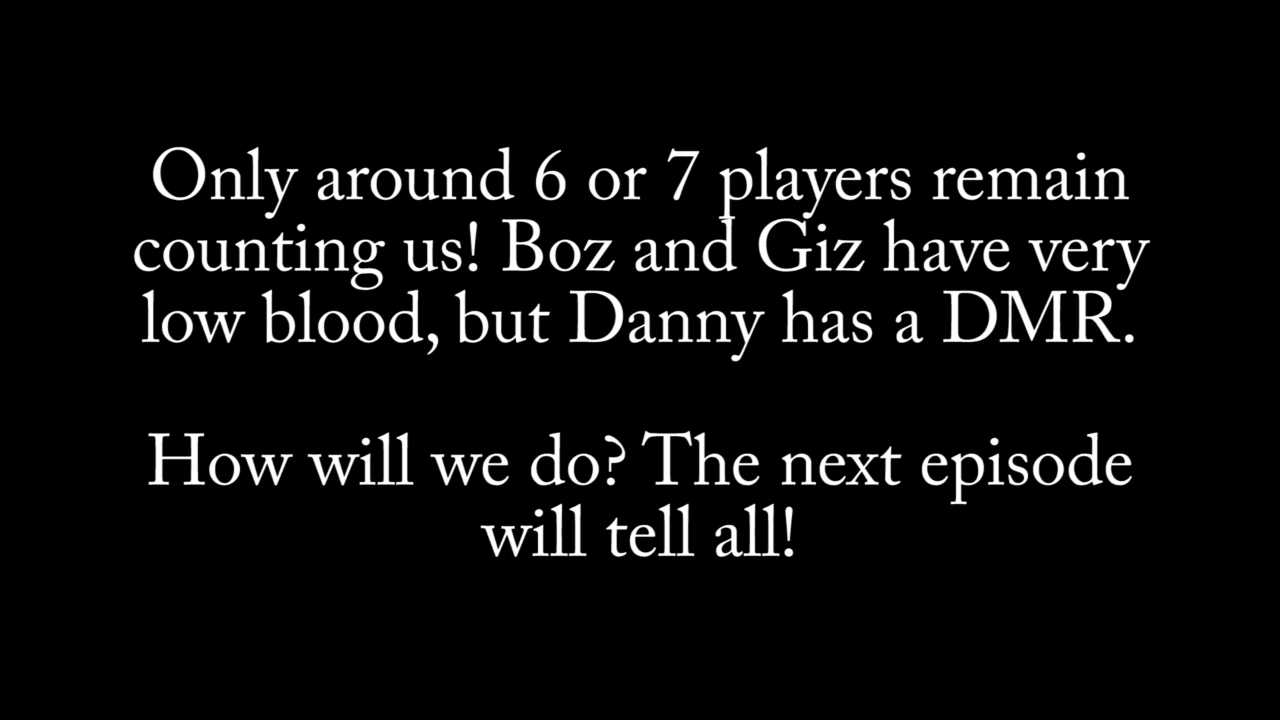 Only around 6 or 7 players remain
counting us! Boz and Giz have very
low blood, but Danny has a DMR.
How will we do? The next episode
will tell all!